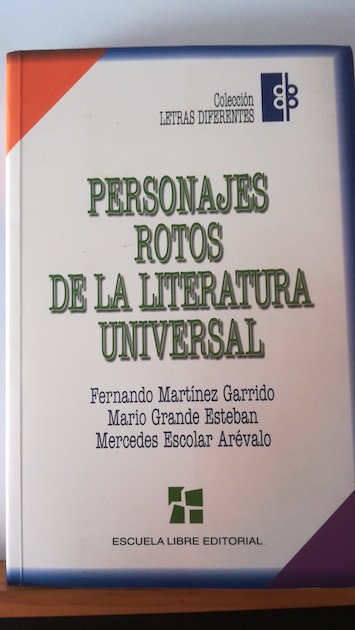 Colección
LETRAS DIFERENTES
PERSONAJES
ROTOS
DE LA LITERATURA
UNIVERSAL
Fernando Martínez Garrido
Mario Grande Esteban
Mercedes Escolar Arévalo
ESCUELA LIBRE EDITORIAL